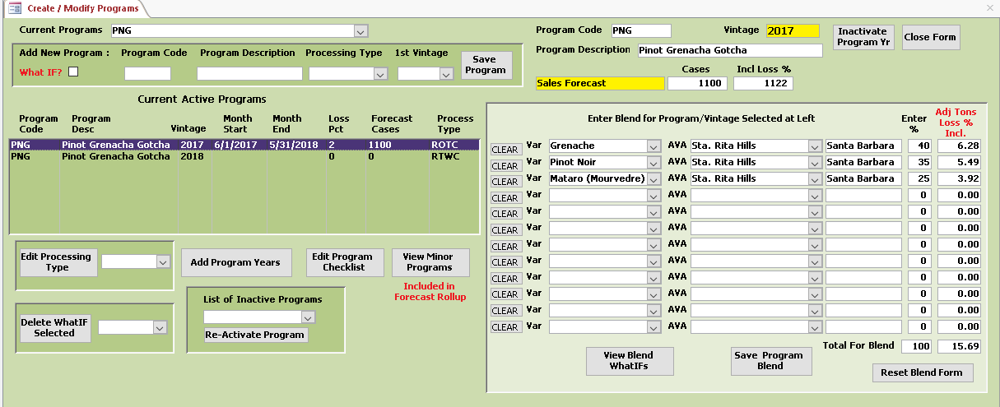 Create / Modify Programs
Current Programs PNG
Program Code PNG Vintage 2017 Inactivate Program Yr Close Form
Program Description Pinot Grenacha Gotcha
Add New Program : Program Code Program Description Processing Type 1st Vintage Save Program
What IF?
Cases Incl Loss %
Sales Forecast 1100 1122
Current Active Programs
Program Code Program Desc Vintage Month Start Month End Loss Pct Forecast Cases Process Type
PNG Pinot Grenacha Gotcha 2017 6/1/2017 5/31/2018 2 1100 ROTC
PNG Pinot Grenacha Gotcha 2018 0 0 RTWC
Edit Processing Type
Add Program Years
Edit Program Checklist
View Minor Programs
Included in
Forecast Rollup
Delete WhatIF Selected
List of Inactive Programs
Re-Activate Program
Enter Blend for Program/Vintage Selected at Left Enter % Adj Tons Loss % Incl.
CLEAR Var Grenache AVA Sta. Rita Hills Santa Barbara 40 6.28
CLEAR Var Pinot Noir AVA Sta. Rita Hills Santa Barbara 35 5.49
CLEAR Var Mataro (Mourvedre) AVA Sta. Rita Hills Santa Barbara 25 3.92
CLEAR Var AVA 0 0.00
CLEAR Var AVA 0 0.00
CLEAR Var AVA 0 0.00
CLEAR Var AVA 0 0.00
CLEAR Var AVA 0 0.00
CLEAR Var AVA 0 0.00
CLEAR Var AVA 0 0.00
CLEAR Var AVA 0 0.00
CLEAR Var AVA 0 0.00
Total For Blend 100 15.69
View Blend WhatIFs
Save Program Blend
Reset Blend Form